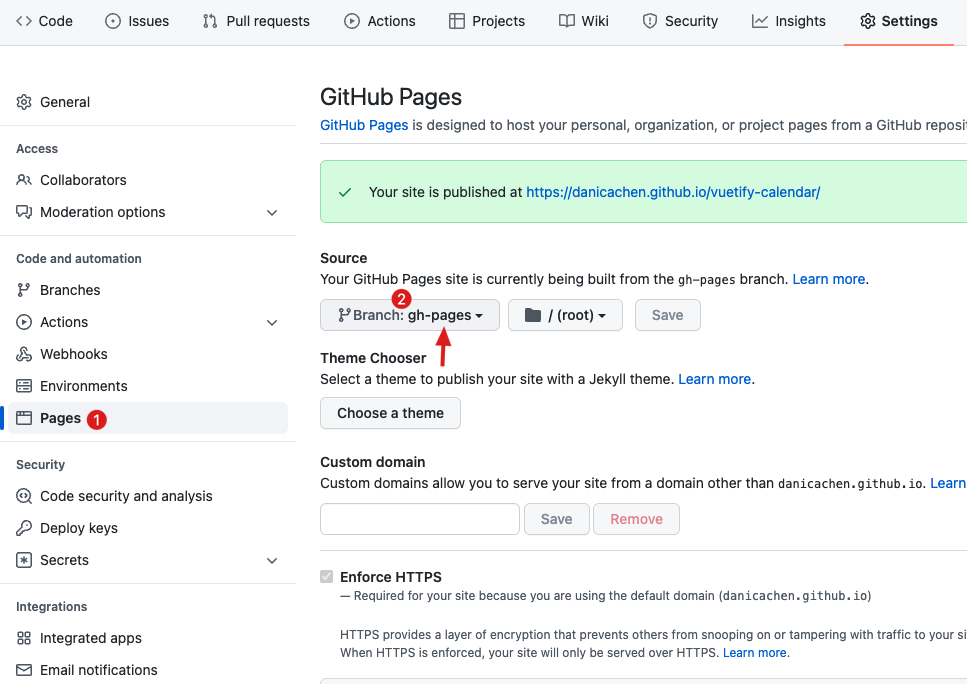 Code Issues Pull requests Actions Projects Wiki Security Insights Settings
General
Access
Collaborators
Moderation options
Code and automation
Branches
Actions
Webhooks
Environments
Pages 1
Security
Code security and analysis
Deploy keys
Secrets
Integrations
Integrated apps
Email notifications
GitHub Pages
GitHub Pages is designed to host your personal, organization, or project pages from a GitHub reposit
Your site is published at https://danicachen.github.io/vuetify-calendar/
Source
Your GitHub Pages site is currently being built from the gh-pages branch. Learn more.
2
Branch: gh-pages / (root) Save
Theme Chooser
Select a theme to publish your site with a Jekyll theme. Learn more.
Choose a theme
Custom domain
Custom domains allow you to serve your site from a domain other than danicachen.github.io. Learn
Save Remove
Enforce HTTPS
— Required for your site because you are using the default domain (danicachen.github.io)
HTTPS provides a layer of encryption that prevents others from snooping on or tampering with traffic to your si
When HTTPS is enforced, your site will only be served over HTTPS. Learn more.